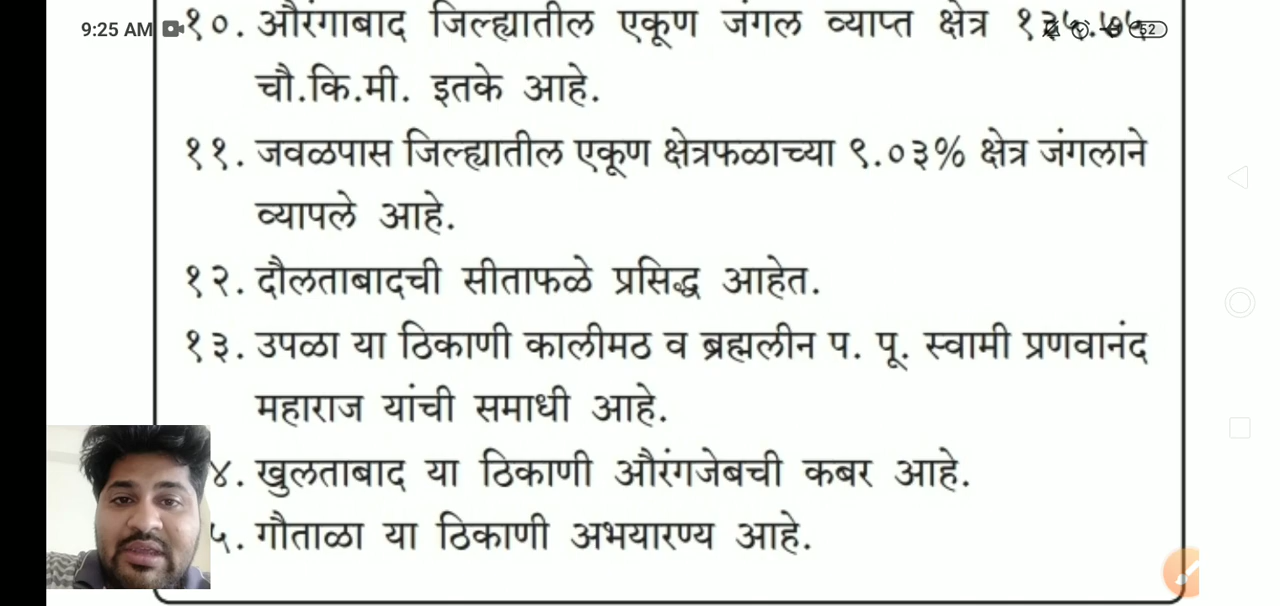 9:25 AM
१०. औरंगाबाद जिल्ह्यातील एकूण जंगल व्याप्त क्षेत्र
52
चौ.कि.मी. इतके आहे.
११. जवळपास जिल्ह्यातील एकूण क्षेत्रफळाच्या ९.०३% क्षेत्र जंगलाने
व्यापले आहे.
१२. दौलताबादची सीताफळे प्रसिद्ध आहेत.
१३. उपळा या ठिकाणी कालीमठ व ब्रह्मलीन प. पू. स्वामी प्रणवानंद
महाराज यांची समाधी आहे.
४. खुलताबाद या ठिकाणी औरंगजेबची कबर आहे.
५. गौताळा या ठिकाणी अभयारण्य आहे.